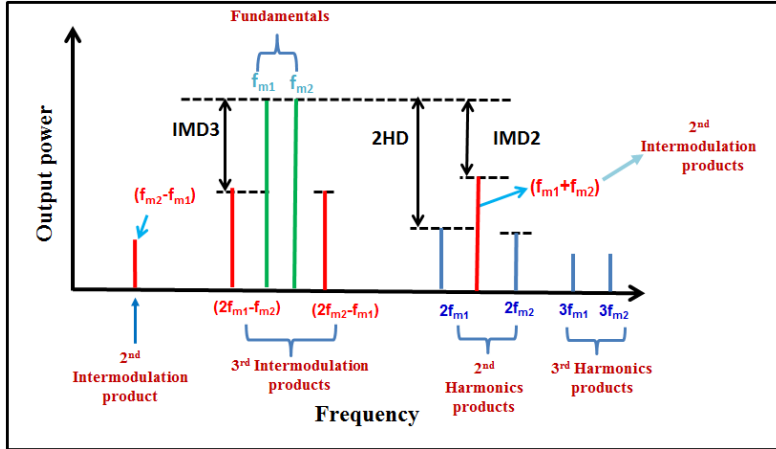 Fundamentals
fm1 fm2
IMD3
2HD
IMD2
2nd
Intermodulation
products
(fm2-fm1)
(fm1+fm2)
Output power
(2fm1-fm2)
(2fm2-fm1)
2fm1
2fm2
3fm1
3fm2
2nd
Intermodulation
product
3rd Intermodulation
products
2nd
Harmonics
products
3rd Harmonics
products
Frequency